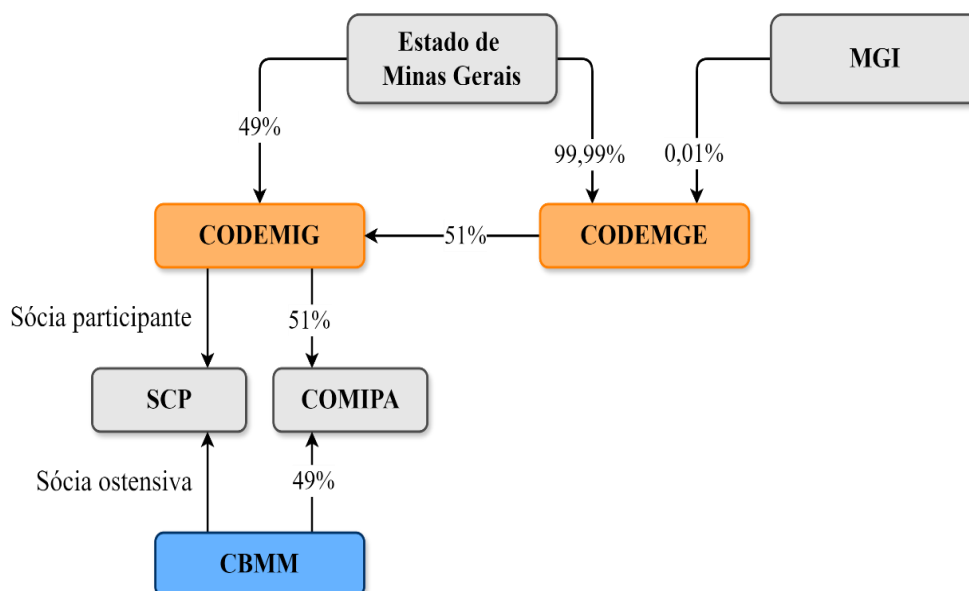 Estado de
Minas Gerais
MGI
49%
99,99%
0,01%
CODEMIG
51%
CODEMGE
Sócia participante
51%
SCP
COMIPA
Sócia ostensiva
49%
CBMM